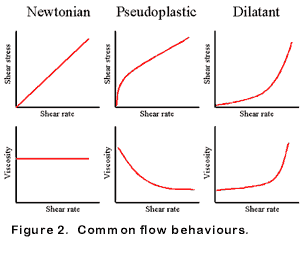 Newtonian Pseudoplastic Dilatant
Shear stress Shear stress Shear stress
Shear rate Shear rate Shear rate
Viscosity Viscosity Viscosity
Shear rate Shear rate Shear rate
Figure 2. Common flow behaviours.